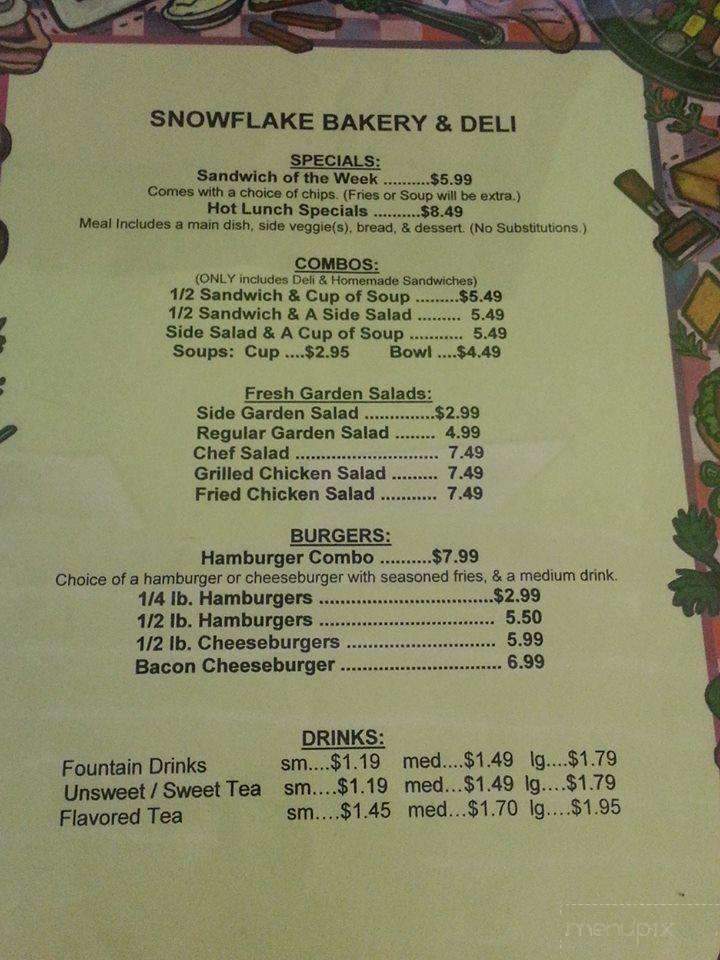 SNOWFLAKE BAKERY & DELI
SPECIALS:
Sandwich of the Week ..........$5.99
Comes with a choice of chips. (Fries or Soup will be extra.)
Hot Lunch Specials ..........$8.49
Meal Includes a main dish, side veggie(s), bread, & dessert. (No Substitutions.)
COMBOS:
(ONLY includes Deli & Homemade Sandwiches)
1/2 Sandwich & Cup of Soup .........$5.49
1/2 Sandwich & A Side Salad ......... 5.49
Side Salad & A Cup of Soup ........... 5.49
Soups: Cup ....$2.95 Bowl ....$4.49
Fresh Garden Salads:
Side Garden Salad ..............$2.99
Regular Garden Salad ........ 4.99
Chef Salad ............................ 7.49
Grilled Chicken Salad ......... 7.49
Fried Chicken Salad ........... 7.49
BURGERS:
Hamburger Combo ..........$7.99
Choice of a hamburger or cheeseburger with seasoned fries, & a medium drink.
1/4 lb. Hamburgers ..................................$2.99
1/2 lb. Hamburgers .................................. 5.50
1/2 lb. Cheeseburgers ............................. 5.99
Bacon Cheeseburger ............................... 6.99
DRINKS:
Fountain Drinks sm....$1.19 med....$1.49 lg....$1.79
Unsweet / Sweet Tea sm....$1.19 med...$1.49 lg....$1.79
Flavored Tea sm....$1.45 med...$1.70 lg....$1.95
menupix